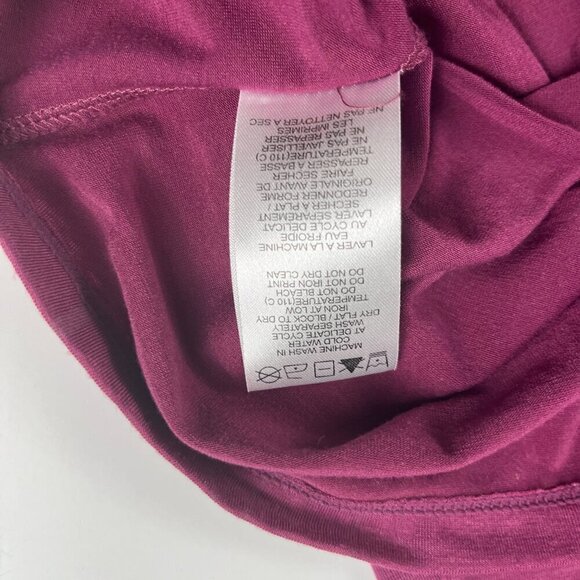 MACHINE WASH IN
COLD WATER
AT DELICATE CYCLE
WASH SEPARATELY
DRY FLAT / BLOCK TO DRY
IRON AT LOW
TEMPERATURE(110 C)
DO NOT BLEACH
DO NOT IRON PRINT
DO NOT DRY CLEAN
LAVER A LA MACHINE
EAU FROIDE
AU CYCLE DELICAT
LAVER SEPAREMENT
SÉCHER A PLAT /
REDONNER FORME
ORIGINALE AVANT DE
FAIRE SECHER
REPASSER A BASSE
TEMPERATURE(110 C)
NE PAS JAVELLISER
NE PAS REPASSER
LES IMPRIMES
NE PAS NETTOYER A SEC